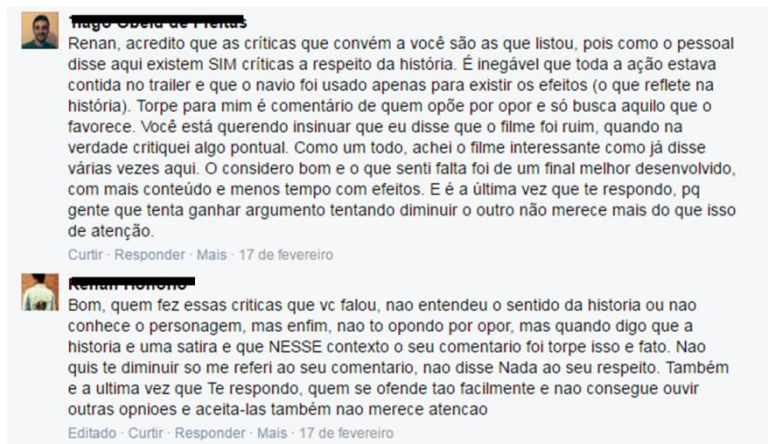 Renan, acredito que as críticas que convém a você são as que listou, pois como o pessoal
disse aqui existem SIM críticas a respeito da história. É inegável que toda a ação estava
contida no trailer e que o navio foi usado apenas para existir os efeitos (o que reflete na
história). Torpe para mim é comentário de quem opõe por opor e só busca aquilo que o
favorece. Você está querendo insinuar que eu disse que o filme foi ruim, quando na
verdade critiquei algo pontual. Como um todo, achei o filme interessante como já disse
várias vezes aqui. O considero bom e o que senti falta foi de um final melhor desenvolvido,
com mais conteúdo e menos tempo com efeitos. E é a última vez que te respondo, pq
gente que tenta ganhar argumento tentando diminuir o outro não merece mais do que isso
de atenção.
Curtir · Responder · Mais · 17 de fevereiro
Bom, quem fez essas criticas que vc falou, nao entendeu o sentido da historia ou nao
conhece o personagem, mas enfim, nao to opondo por opor, mas quando digo que a
historia e uma satira e que NESSE contexto o seu comentario foi torpe isso e fato. Nao
quis te diminuir so me referi ao seu comentario, nao disse Nada ao seu respeito. Também
e a ultima vez que Te respondo, quem se ofende tao facilmente e nao consegue ouvir
outras opnioes e aceita-las também nao merece atencao
Editado · Curtir · Responder · Mais · 17 de fevereiro